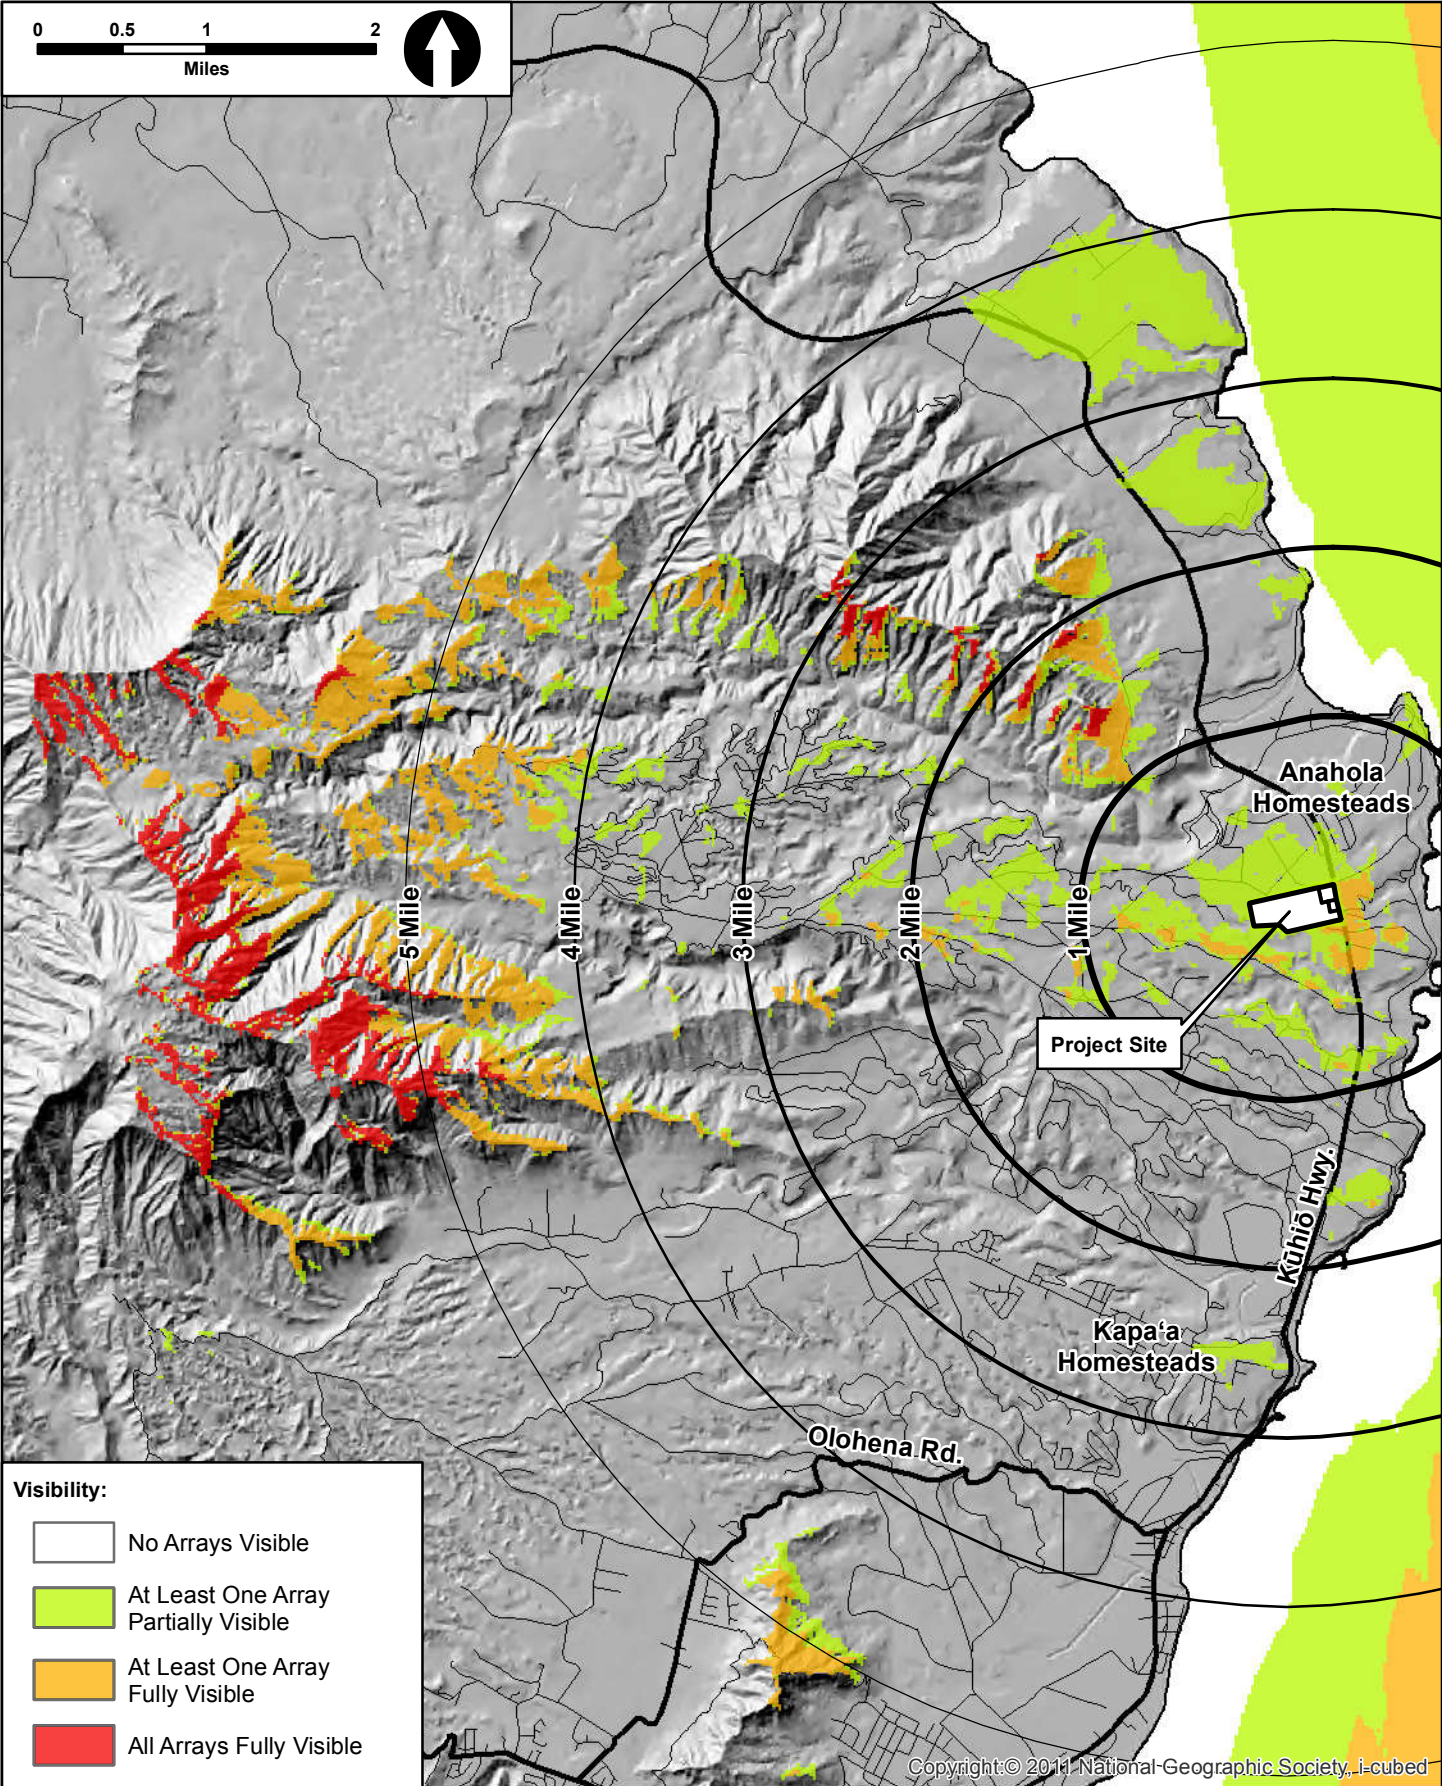 0 0.5 1 2
Miles
Anahola
Homesteads
5 Mile
4 Mile
3 Mile
2 Mile
1 Mile
Project Site
Kūhiō Hwy.
Kapa‘a
Homesteads
Olohena Rd.
Visibility:
No Arrays Visible
At Least One Array
Partially Visible
At Least One Array
Fully Visible
All Arrays Fully Visible
Copyright:© 2011 National Geographic Society, i-cubed